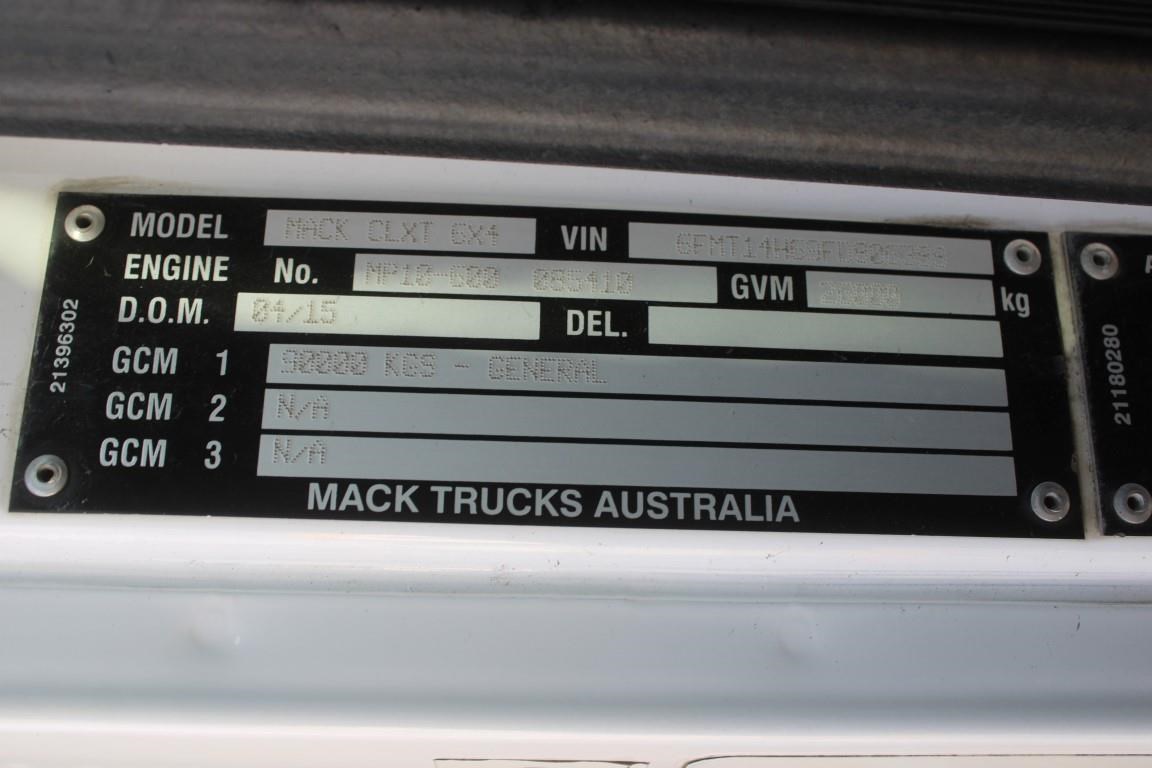 MODEL MACK CLXT 6X4 VIN
ENGINE No. MP10-600 085410 GVM kg
D.O.M. 04/15 DEL.
GCM 1 90000 KGS - GENERAL
GCM 2 N/A
GCM 3 N/A
MACK TRUCKS AUSTRALIA
21396302
21180280